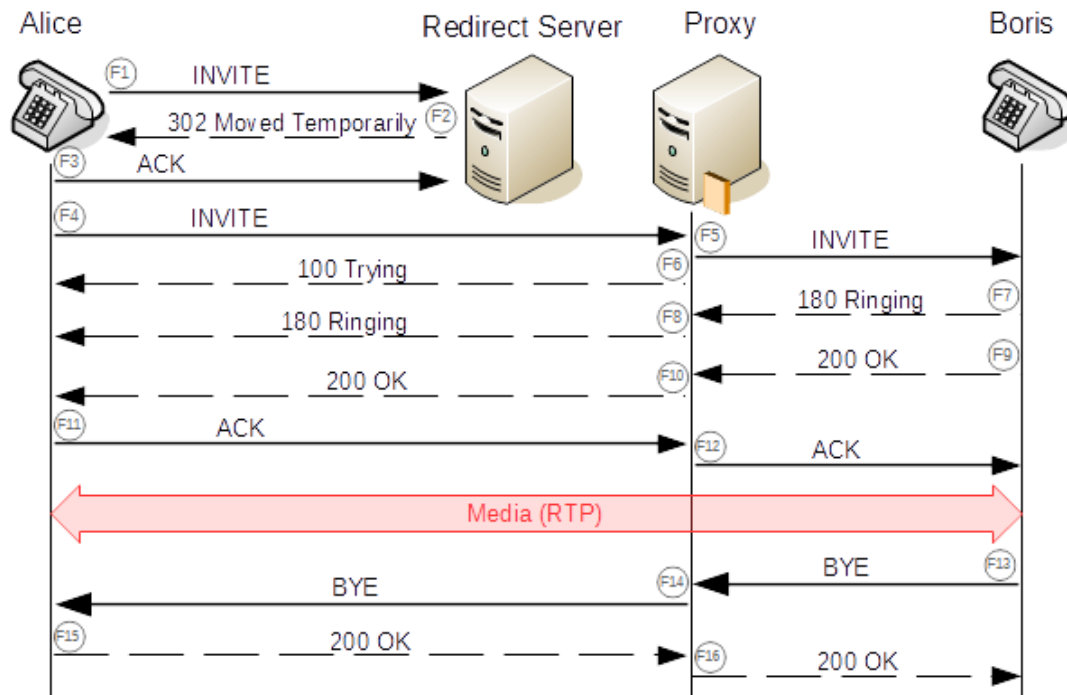 Alice
Redirect Server
Proxy
Boris
F1
INVITE
302 Moved Temporarily
F2
F3
ACK
F4
INVITE
F5
INVITE
100 Trying
F6
180 Ringing
F7
180 Ringing
F8
200 OK
F9
200 OK
F10
F11
ACK
F12
ACK
Media (RTP)
BYE
F13
BYE
F14
F15
200 OK
F16
200 OK